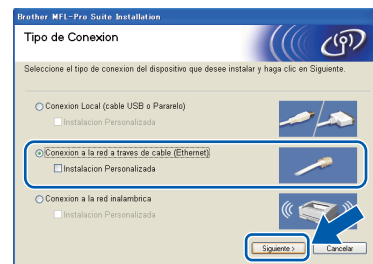 Brother MFL-Pro Suite Installation
Tipo de Conexion
Seleccione el tipo de conexion del dispositivo que desee instalar y haga clic en Siguiente.
Conexion Local (cable USB o Pararelo)
Instalacion Personalizada
Conexion a la red a traves de cable (Ethernet)
Instalacion Personalizada
Conexion a la red inalambrica
Instalacion Personalizada
Siguiente >
Cancelar